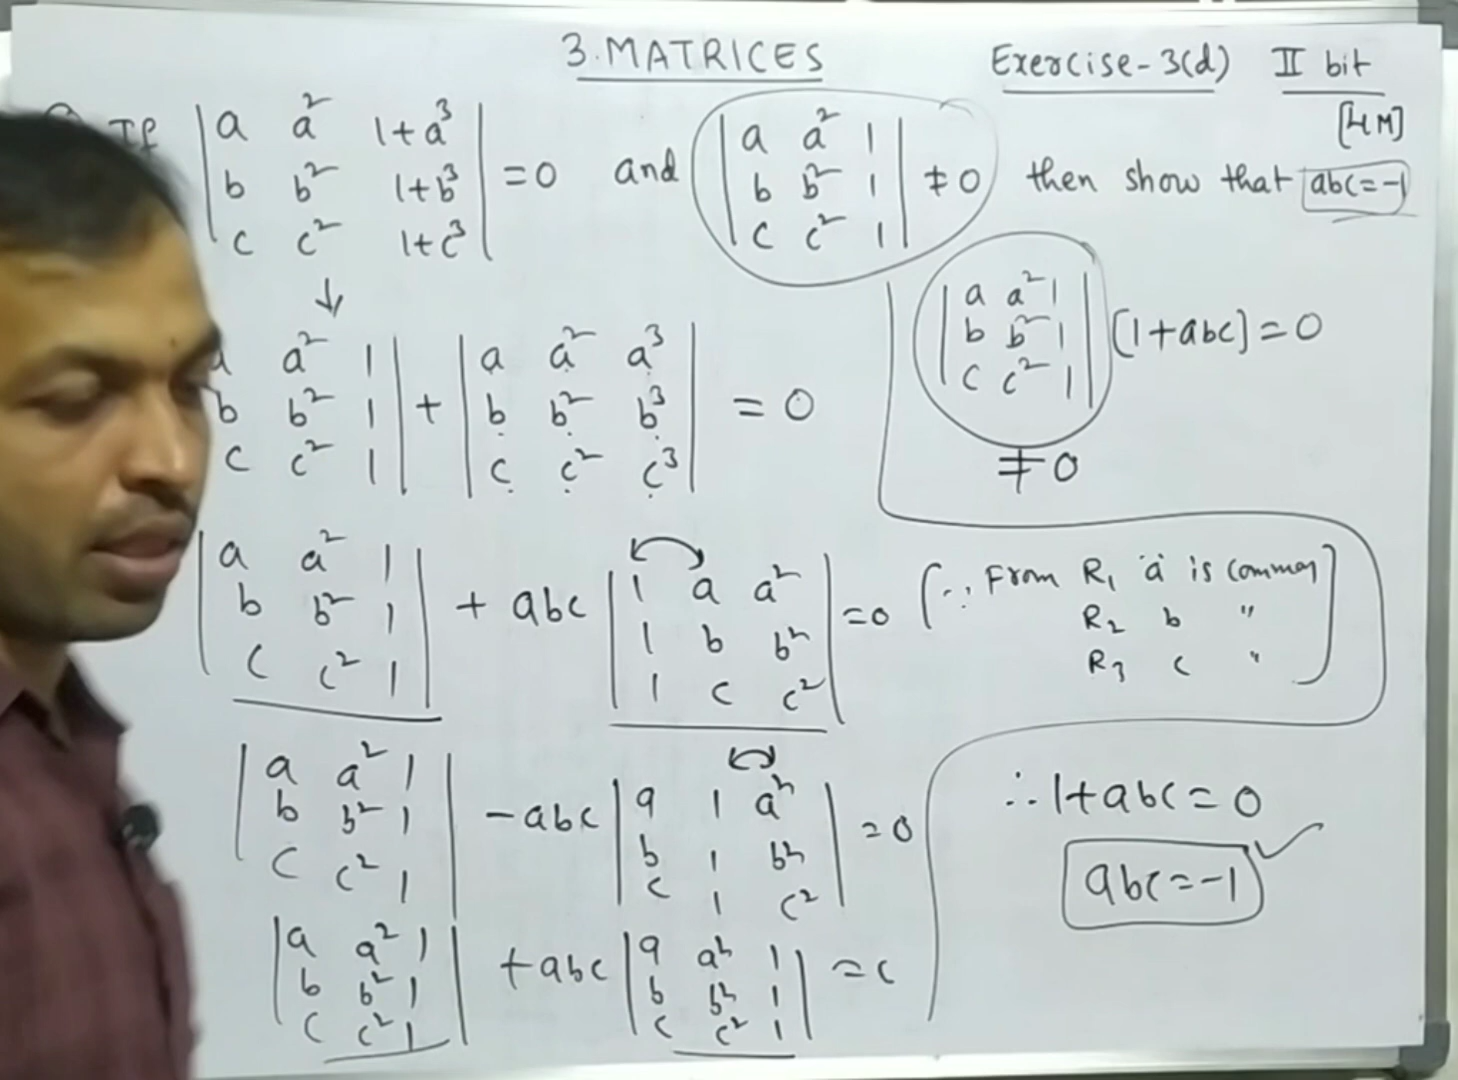 3. MATRICES Exercise-3(d) II bit
[4M]
If | a a² 1+a³ | = 0 and | a a² 1 | ≠ 0 then show that abc=-1
| b b² 1+b³ | | b b² 1 |
| c c² 1+c³ | | c c² 1 |
↓
| a a² 1 | + | a a² a³ | = 0
| b b² 1 | | b b² b³ |
| c c² 1 | | c c² c³ |
| a a² 1 | + abc | 1 a a² | =0 (∵ From R₁ 'a' is common
| b b² 1 | | 1 b b² | R₂ b "
| c c² 1 | | 1 c c² | R₃ c " )
| a a² 1 | -abc | a 1 a² | =0
| b b² 1 | | b 1 b² |
| c c² 1 | | c 1 c² |
| a a² 1 | +abc | a a² 1 | =
| b b² 1 | | b b² 1 |
| c c² 1 | | c c² 1 |
| a a² 1 | [1+abc]=0
| b b² 1 |
| c c² 1 |
≠0
∴ 1+abc=0
abc=-1